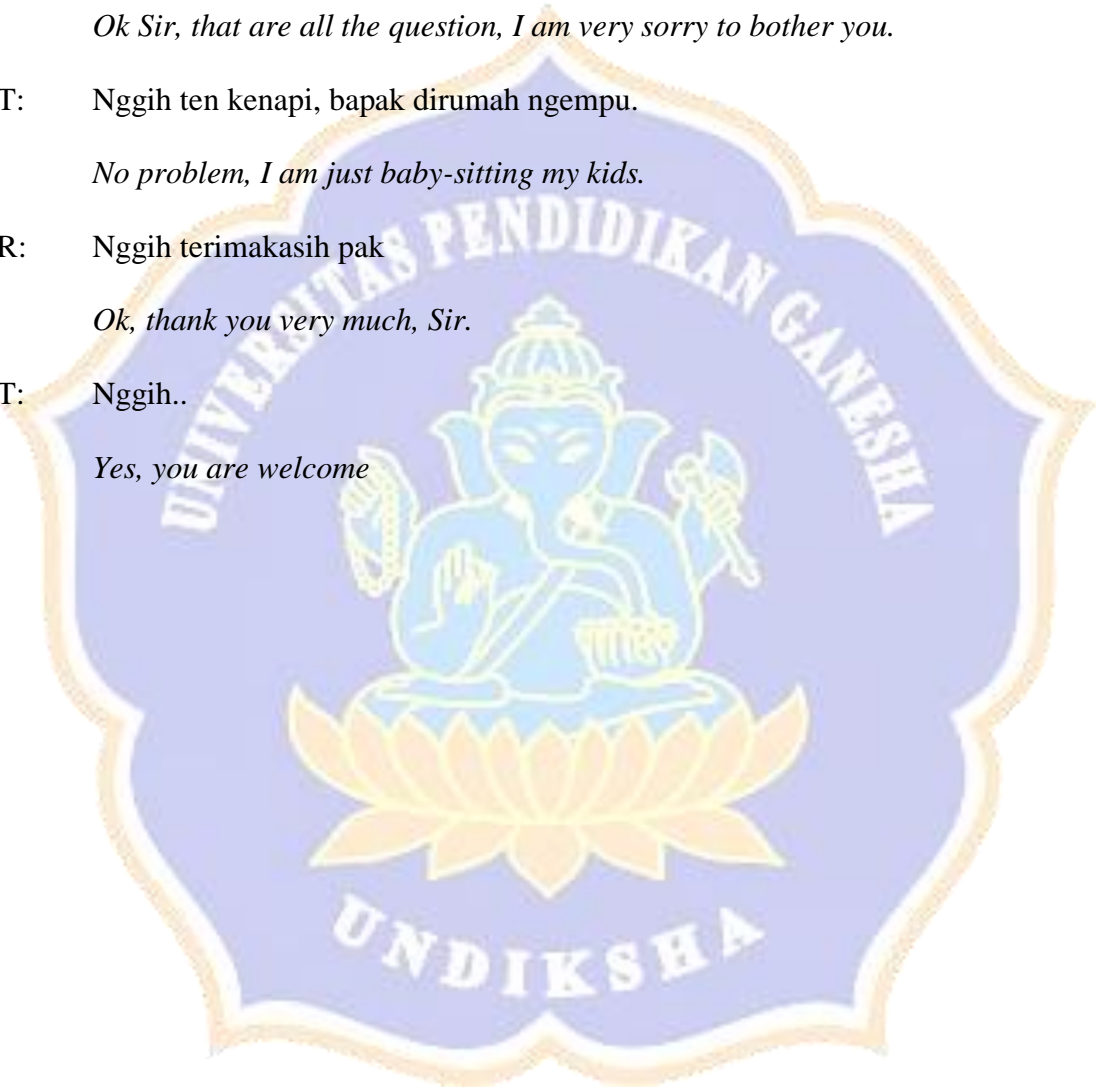 Ok Sir, that are all the question, I am very sorry to bother you.
T: Nggih ten kenapi, bapak dirumah ngempu.
No problem, I am just baby-sitting my kids.
R: Nggih terimakasih pak
Ok, thank you very much, Sir.
T: Nggih..
Yes, you are welcome
UNIVERSITAS PENDIDIKAN GANESHA
UNDIKSHA